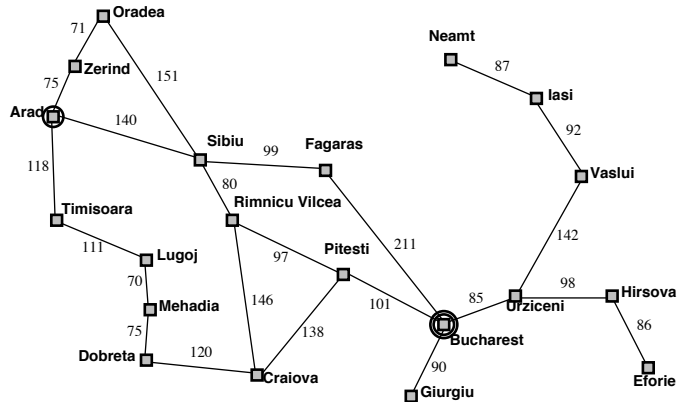 Oradea
71
Neamt
87
Zerind
75
151
Iasi
Arad
140
92
Sibiu
Fagaras
99
118
80
Vaslui
Timisoara
Rimnicu Vilcea
111
211
142
Lugoj
97
Pitesti
70
98
Hirsova
146
101
85
Urziceni
Mehadia
138
86
75
Bucharest
120
Dobreta
90
Craiova
Eforie
Giurgiu